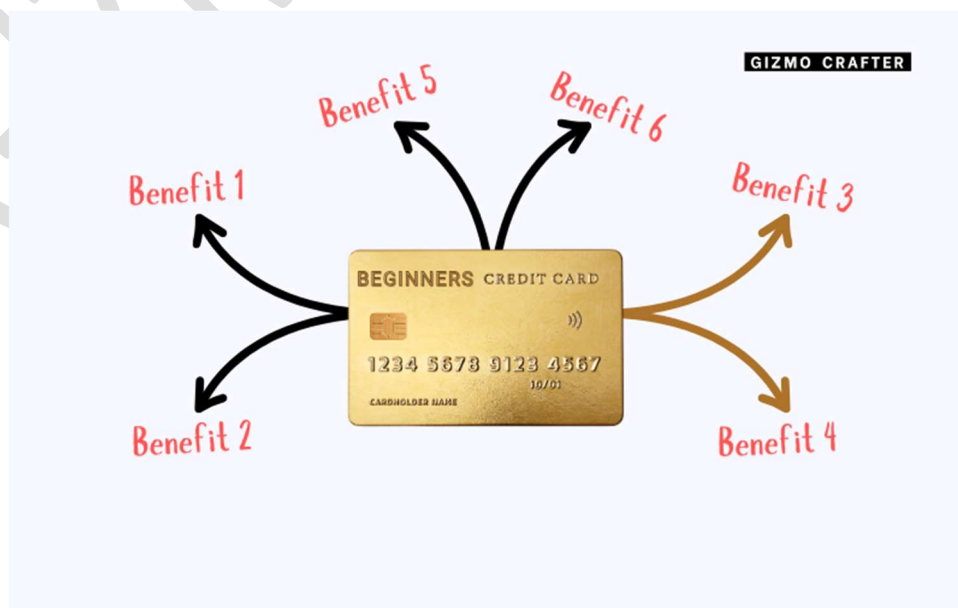 GIZMO CRAFTER
Benefit 5
Benefit 6
Benefit 1
Benefit 3
BEGINNERS CREDIT CARD
1234 5678 9123 4567
10/01
CARDHOLDER NAME
Benefit 2
Benefit 4